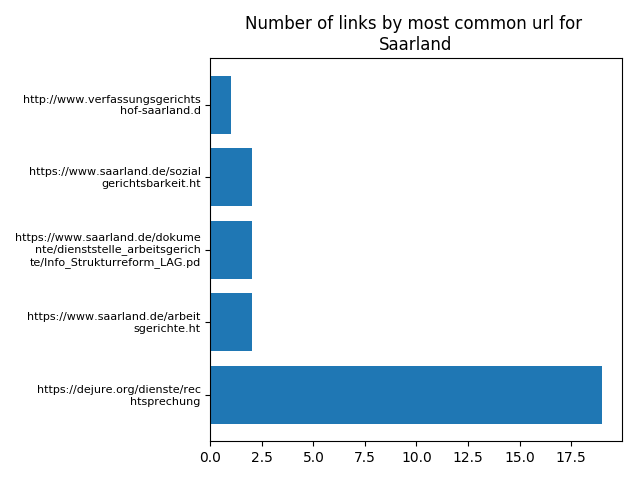 Number of links by most common url for
Saarland
http://www.verfassungsgerichts
hof-saarland.d
https://www.saarland.de/sozial
gerichtsbarkeit.ht
https://www.saarland.de/dokume
nte/dienststelle_arbeitsgerich
te/Info_Strukturreform_LAG.pd
https://www.saarland.de/arbeit
sgerichte.ht
https://dejure.org/dienste/rec
htsprechung
0.0 2.5 5.0 7.5 10.0 12.5 15.0 17.5